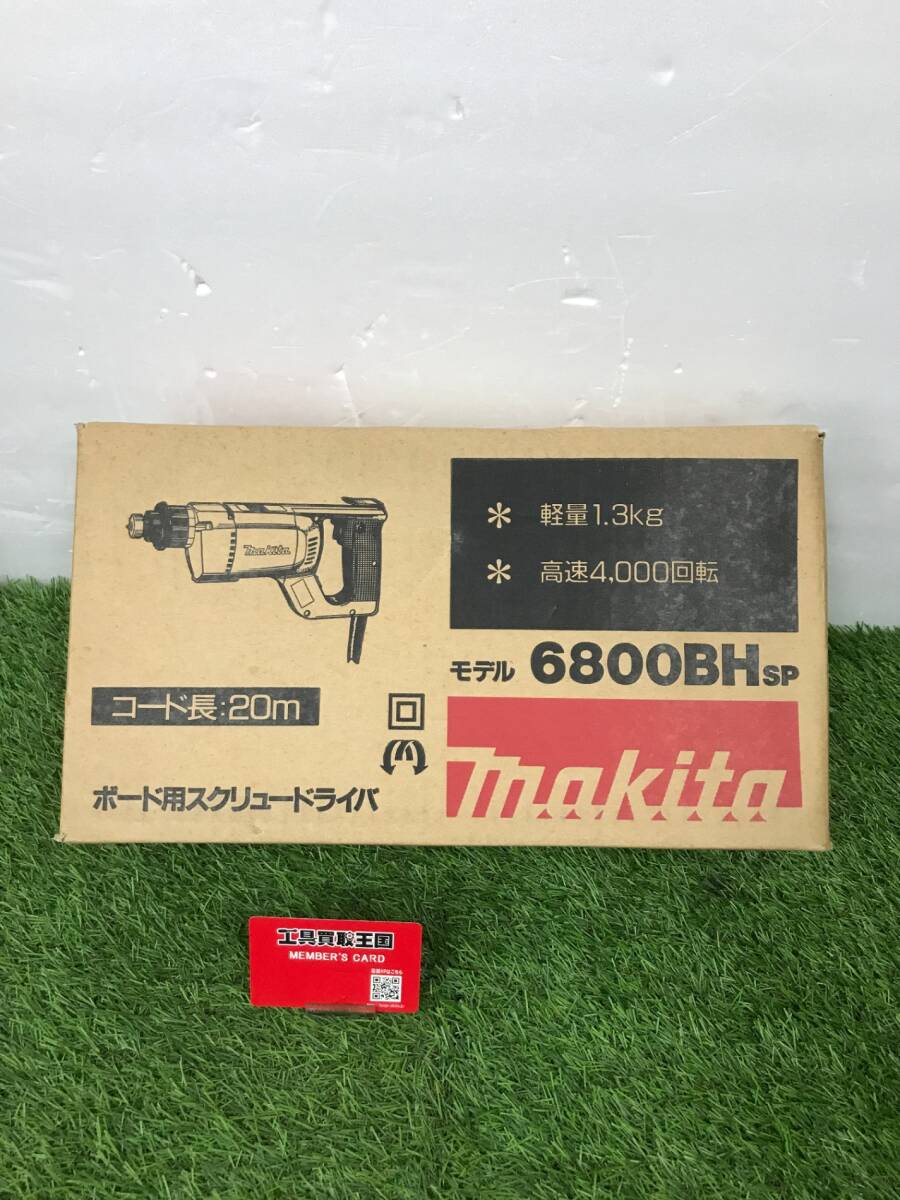 makita
* 軽量1.3kg
* 高速4,000回転
モデル 6800BHSP
コード長:20m
ボード用スクリュードライバ
makita
工具買取王国
MEMBER'S CARD